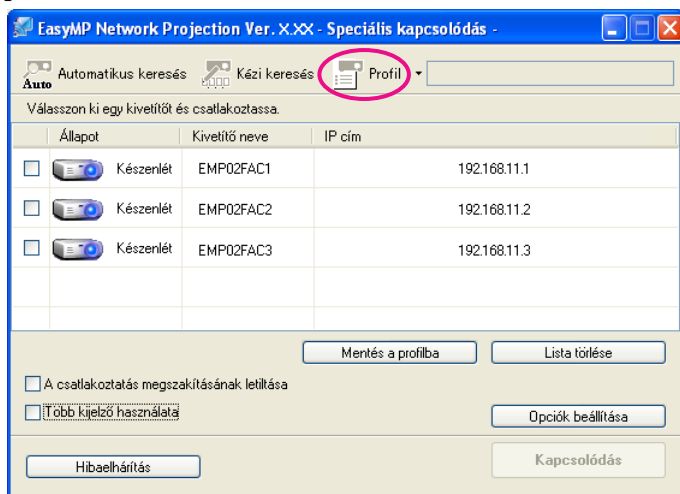 EasyMP Network Projection Ver. X.XX - Speciális kapcsolódás -
Auto Automatikus keresés Kézi keresés Profil
Válasszon ki egy kivetítőt és csatlakoztassa.
Állapot Kivetítő neve IP cím
Készenlét EMP02FAC1 192.168.11.1
Készenlét EMP02FAC2 192.168.11.2
Készenlét EMP02FAC3 192.168.11.3
Mentés a profilba Lista törlése
A csatlakoztatás megszakításának letiltása
Több kijelző használata
Opciók beállítása
Hibaelhárítás Kapcsolódás